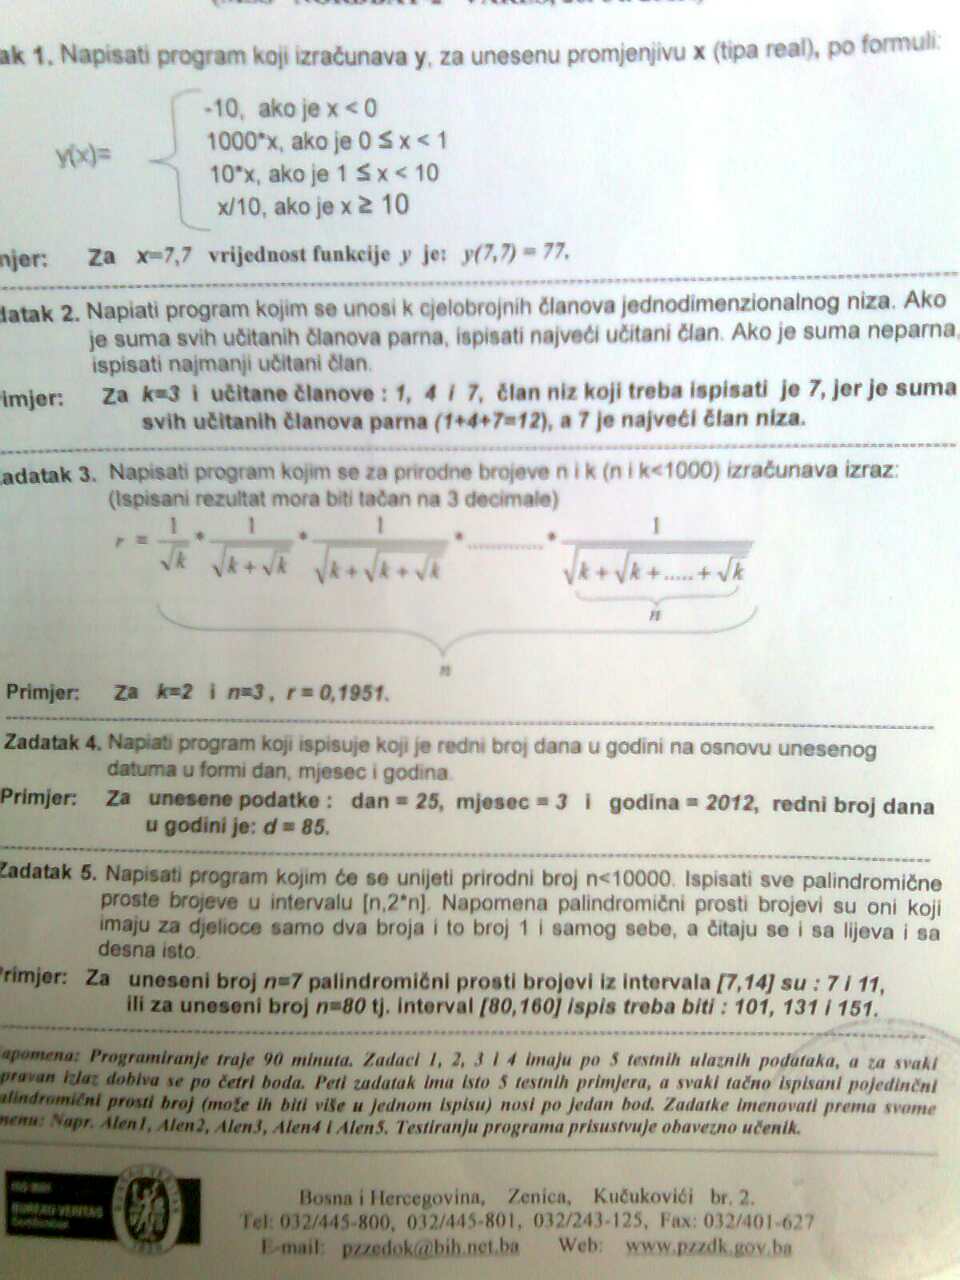 ak 1. Napisati program koji izračunava y, za unesenu promjenjivu x (tipa real), po formuli:
-10, ako je x < 0
1000*x, ako je 0 ≤ x < 1
y(x)=
10*x, ako je 1 ≤ x < 10
x/10, ako je x ≥ 10
mjer: Za x=7,7 vrijednost funkcije y je: y(7,7) = 77.
datak 2. Napiati program kojim se unosi k cjelobrojnih članova jednodimenzionalnog niza. Ako
je suma svih učitanih članova parna, ispisati najveći učitani član. Ako je suma neparna,
ispisati najmanji učitani član.
rimjer: Za k=3 i učitane članove : 1, 4 i 7, član niz koji treba ispisati je 7, jer je suma
svih učitanih članova parna (1+4+7=12), a 7 je najveći član niza.
adatak 3. Napisati program kojim se za prirodne brojeve n i k (n i k<1000) izračunava izraz:
(Ispisani rezultat mora biti tačan na 3 decimale)
r = 1/√k * 1/√(k + √k) * 1/√(k + √(k + √k)) * ............ * 1/√(k + √(k + ..... + √k))
n
n
Primjer: Za k=2 i n=3, r = 0,1951.
Zadatak 4. Napiati program koji ispisuje koji je redni broj dana u godini na osnovu unesenog
datuma u formi dan, mjesec i godina.
Primjer: Za unesene podatke : dan = 25, mjesec = 3 i godina = 2012, redni broj dana
u godini je: d = 85.
Zadatak 5. Napisati program kojim će se unijeti prirodni broj n<10000. Ispisati sve palindromične
proste brojeve u intervalu [n,2*n]. Napomena palindromični prosti brojevi su oni koji
imaju za djelioce samo dva broja i to broj 1 i samog sebe, a čitaju se i sa lijeva i sa
desna isto.
rimjer: Za uneseni broj n=7 palindromični prosti brojevi iz intervala [7,14] su : 7 i 11,
ili za uneseni broj n=80 tj. interval [80,160] ispis treba biti : 101, 131 i 151.
apomena: Programiranje traje 90 minuta. Zadaci 1, 2, 3 i 4 imaju po 5 testnih ulaznih podataka, a za svaki
pravan izlaz dobiva se po četri boda. Peti zadatak ima isto 5 testnih primjera, a svaki tačno ispisani pojedinčni
alindromični prosti broj (može ih biti više u jednom ispisu) nosi po jedan bod. Zadatke imenovati prema svome
menu: Napr. Alen1, Alen2, Alen3, Alen4 i Alen5. Testiranju programa prisustvuje obavezno učenik.
BUREAU VERITAS
Certification
Bosna i Hercegovina, Zenica, Kučukovići br. 2.
Tel: 032/445-800, 032/445-801, 032/243-125, Fax: 032/401-627
E-mail: pzzedok@bih.net.ba Web: www.pzzdk.gov.ba